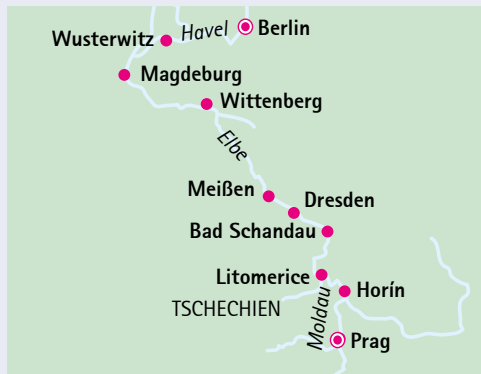 Havel
Berlin
Wusterwitz
Magdeburg
Wittenberg
Elbe
Meißen
Dresden
Bad Schandau
Litomerice
Horín
TSCHECHIEN
Moldau
Prag